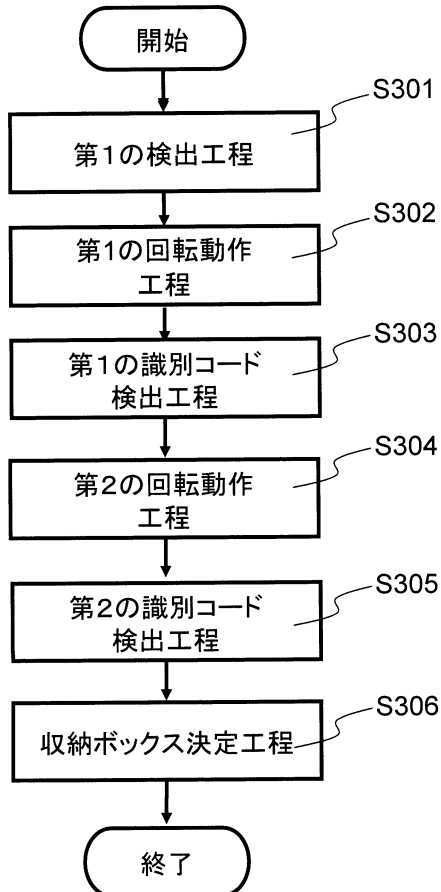 開始
S301
第1の検出工程
S302
第1の回転動作
工程
S303
第1の識別コード
検出工程
S304
第2の回転動作
工程
S305
第2の識別コード
検出工程
S306
収納ボックス決定工程
終了